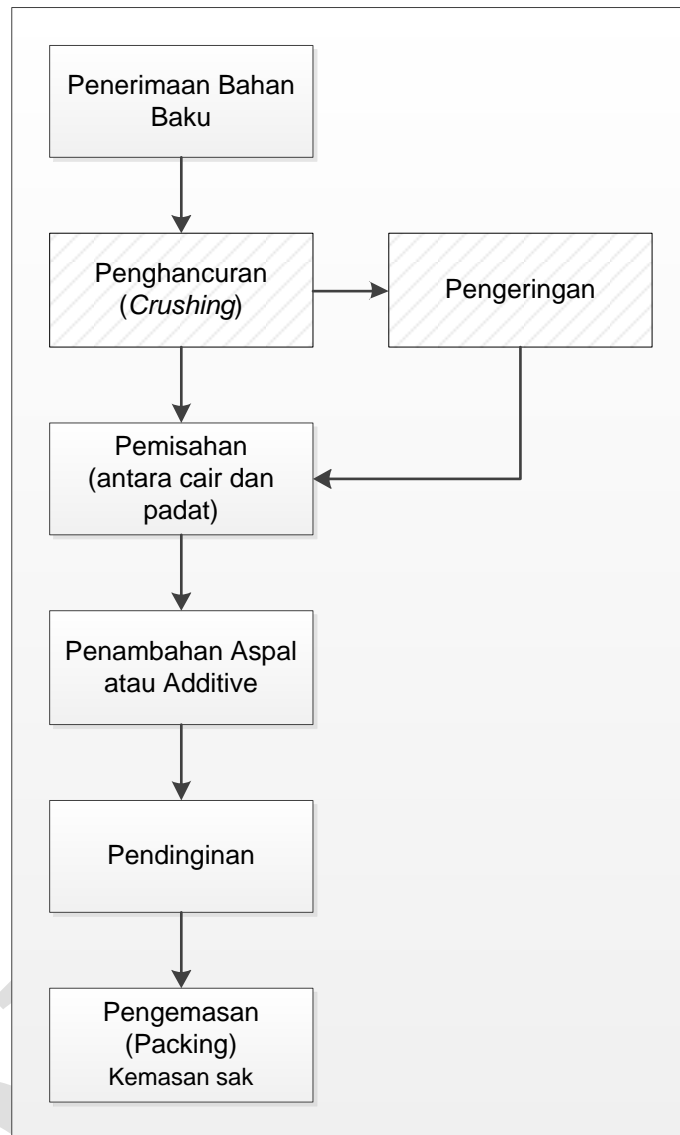 Penerimaan Bahan
Baku
Penghancuran
(Crushing)
Pengeringan
Pemisahan
(antara cair dan
padat)
Penambahan Aspal
atau Additive
Pendinginan
Pengemasan
(Packing)
Kemasan sak